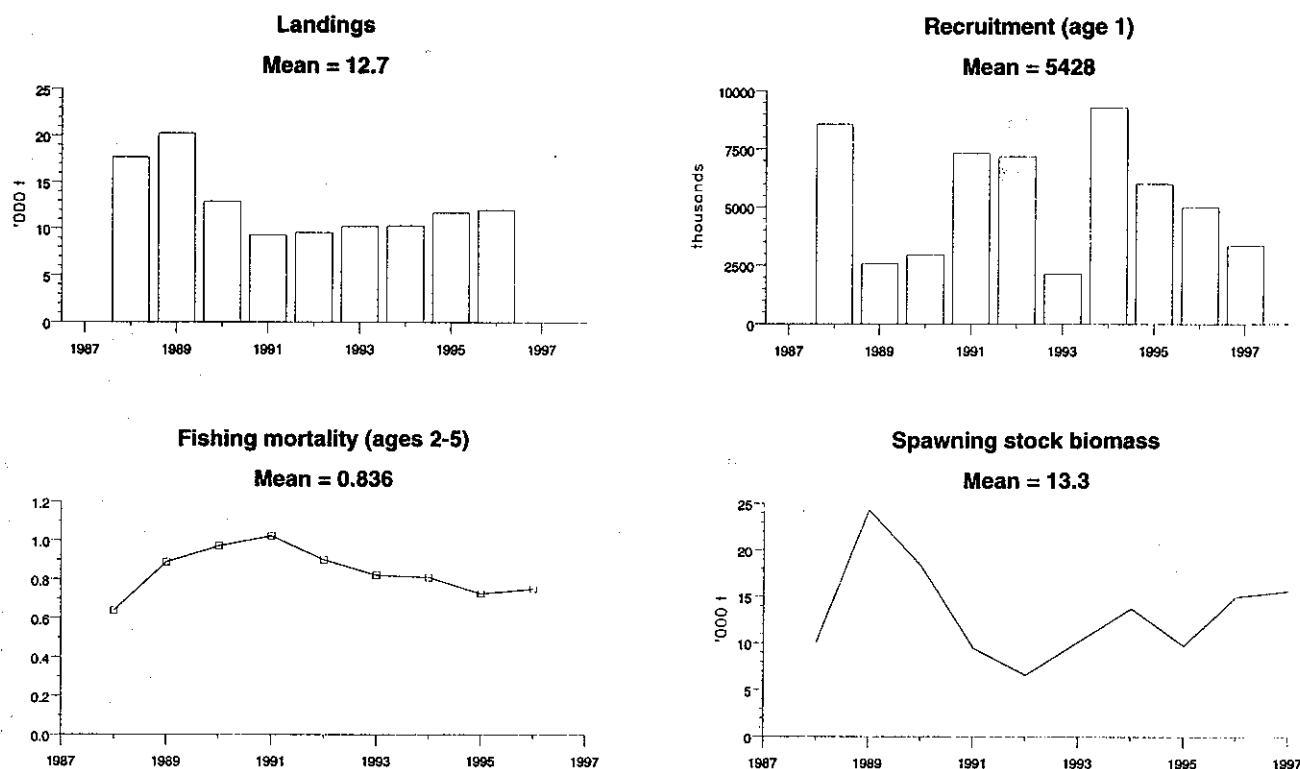 Landings
Mean = 12.7
25
20
15
10
5
0
'000 t
1987 1989 1991 1993 1995 1997
Recruitment (age 1)
Mean = 5428
10000
7500
5000
2500
0
thousands
1987 1989 1991 1993 1995 1997
Fishing mortality (ages 2-5)
Mean = 0.836
1.2
1.0
0.8
0.6
0.4
0.2
0.0
1987 1989 1991 1993 1995 1997
Spawning stock biomass
Mean = 13.3
25
20
15
10
5
0
'000 t
1987 1989 1991 1993 1995 1997